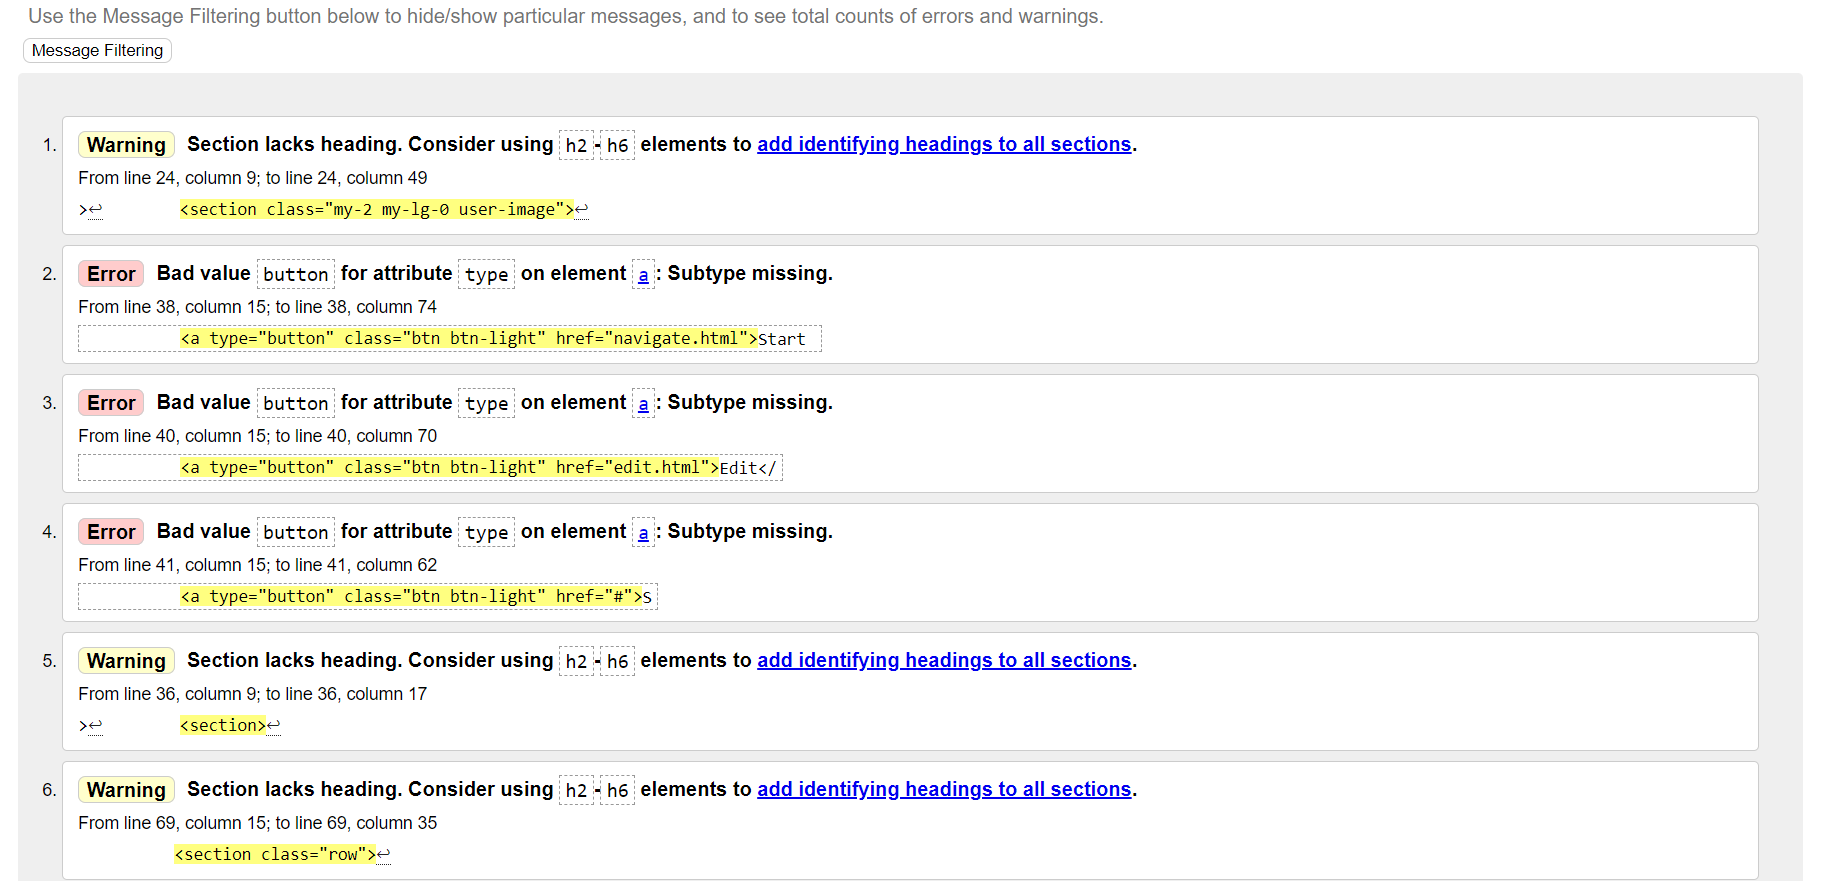 Use the Message Filtering button below to hide/show particular messages, and to see total counts of errors and warnings.
Message Filtering
1. Warning Section lacks heading. Consider using h2-h6 elements to add identifying headings to all sections.
From line 24, column 9; to line 24, column 49
>↩ <section class="my-2 my-lg-0 user-image">↩
2. Error Bad value button for attribute type on element a: Subtype missing.
From line 38, column 15; to line 38, column 74
<a type="button" class="btn btn-light" href="navigate.html">Start
3. Error Bad value button for attribute type on element a: Subtype missing.
From line 40, column 15; to line 40, column 70
<a type="button" class="btn btn-light" href="edit.html">Edit</
4. Error Bad value button for attribute type on element a: Subtype missing.
From line 41, column 15; to line 41, column 62
<a type="button" class="btn btn-light" href="#">S
5. Warning Section lacks heading. Consider using h2-h6 elements to add identifying headings to all sections.
From line 36, column 9; to line 36, column 17
>↩ <section>↩
6. Warning Section lacks heading. Consider using h2-h6 elements to add identifying headings to all sections.
From line 69, column 15; to line 69, column 35
<section class="row">↩